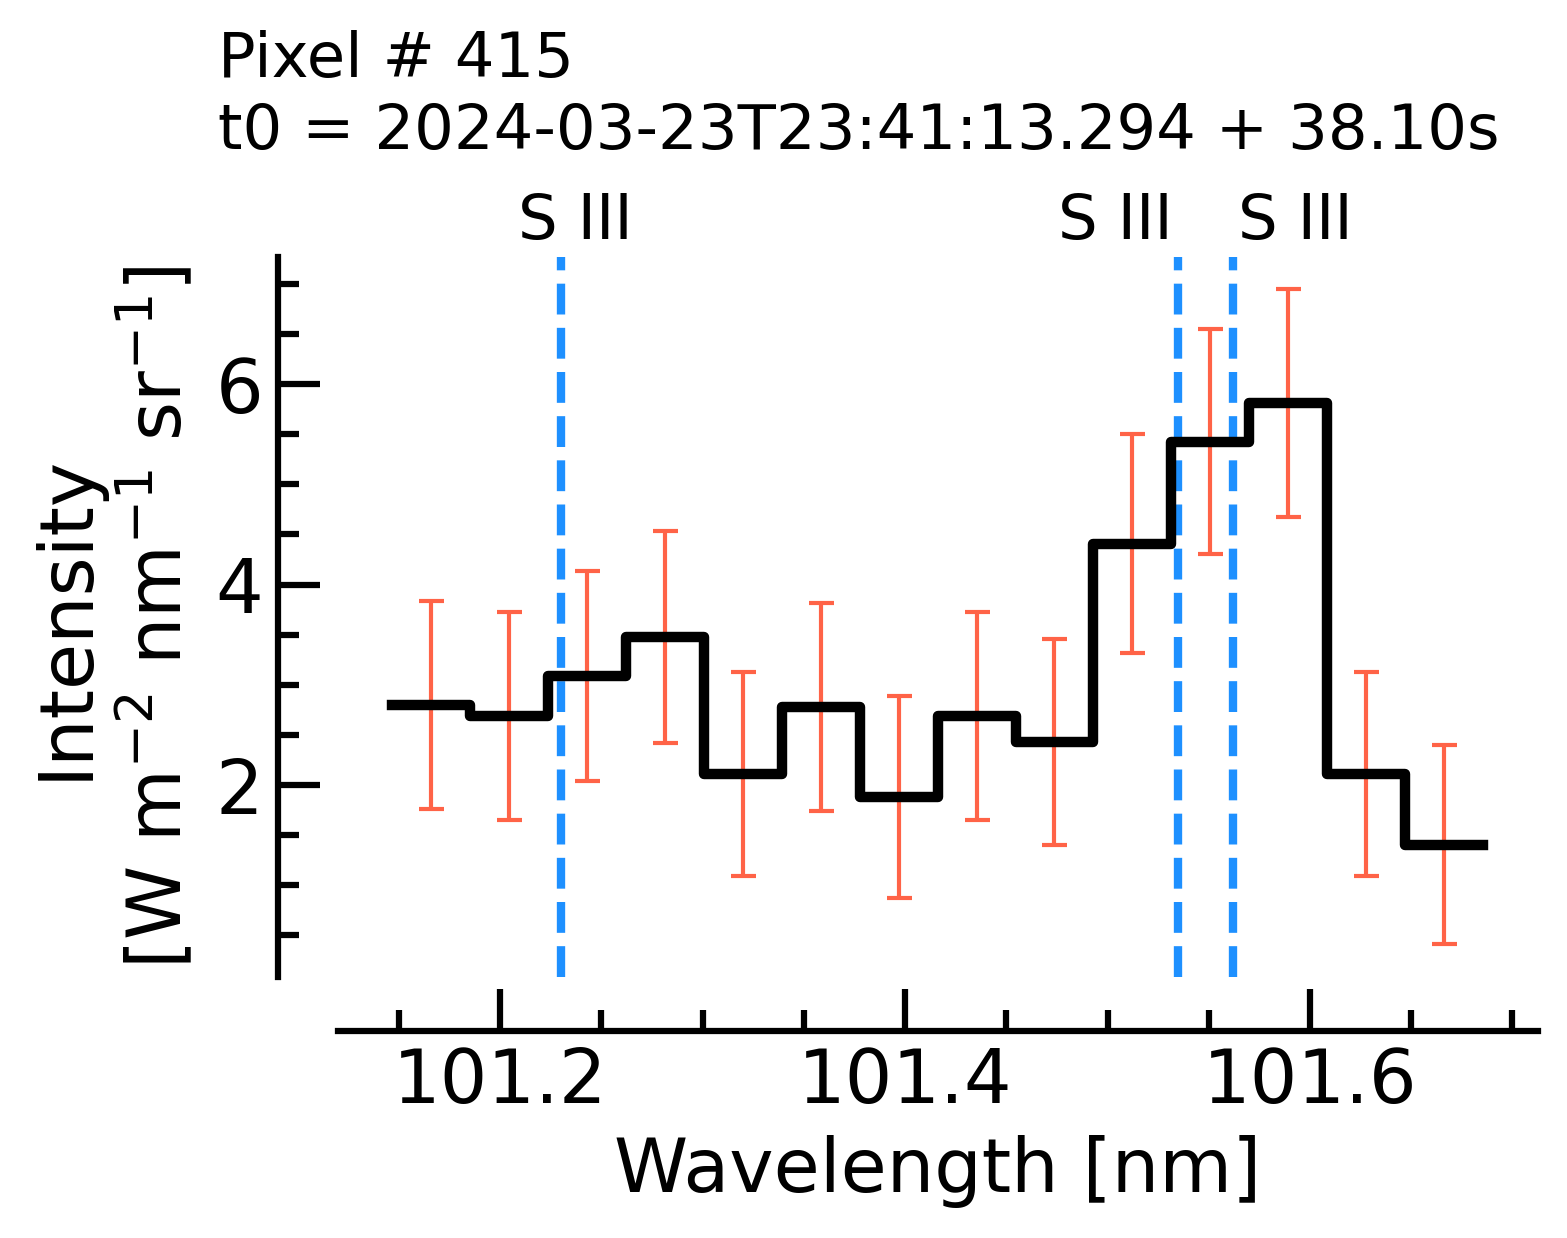 Pixel # 415
t0 = 2024-03-23T23:41:13.294 + 38.10s
S III S III S III
Intensity
[W m⁻² nm⁻¹ sr⁻¹]
6
4
2
101.2 101.4 101.6
Wavelength [nm]